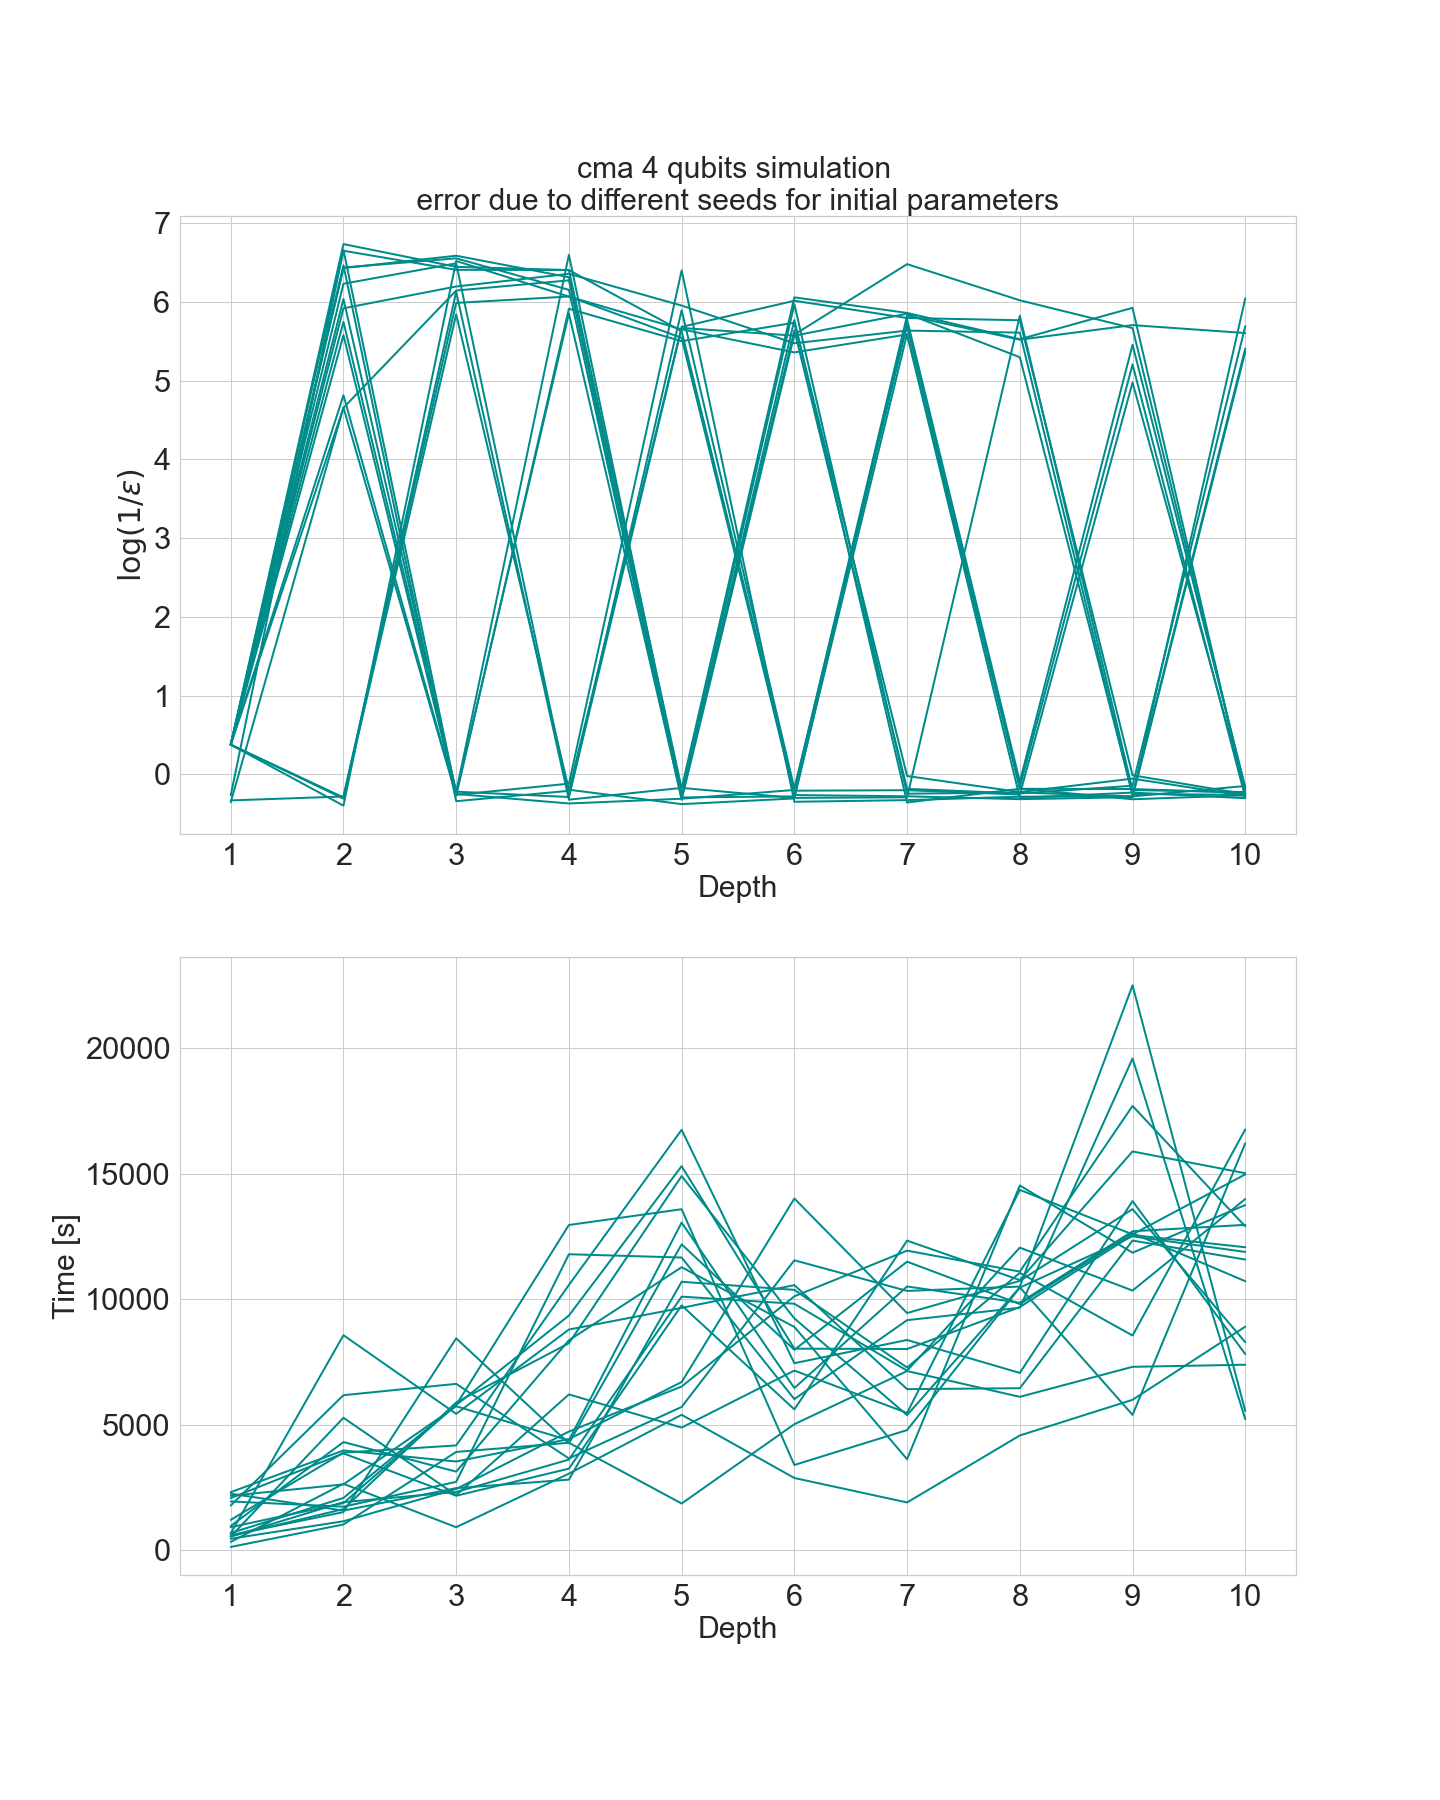 cma 4 qubits simulation
error due to different seeds for initial parameters
7
6
5
4
3
2
1
0
log(1/ε)
1 2 3 4 5 6 7 8 9 10
Depth
20000
15000
10000
5000
0
Time [s]
1 2 3 4 5 6 7 8 9 10
Depth